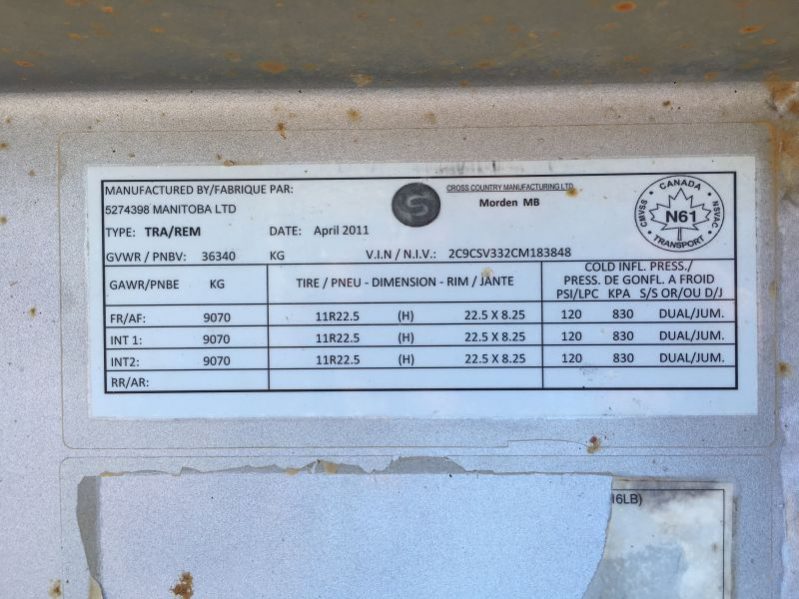 MANUFACTURED BY/FABRIQUE PAR:
5274398 MANITOBA LTD
S
CROSS COUNTRY MANUFACTURING LTD.
Morden MB
CANADA
CMVSS
N61
NSVAC
TRANSPORT
TYPE: TRA/REM DATE: April 2011
GVWR / PNBV: 36340 KG V.I.N / N.I.V.: 2C9CSV332CM183848
GAWR/PNBE KG TIRE / PNEU - DIMENSION - RIM / JANTE
COLD INFL. PRESS./
PRESS. DE GONFL. A FROID
PSI/LPC KPA S/S OR/OU D/J
FR/AF: 9070 11R22.5 (H) 22.5 X 8.25 120 830 DUAL/JUM.
INT 1: 9070 11R22.5 (H) 22.5 X 8.25 120 830 DUAL/JUM.
INT2: 9070 11R22.5 (H) 22.5 X 8.25 120 830 DUAL/JUM.
RR/AR:
16LB)